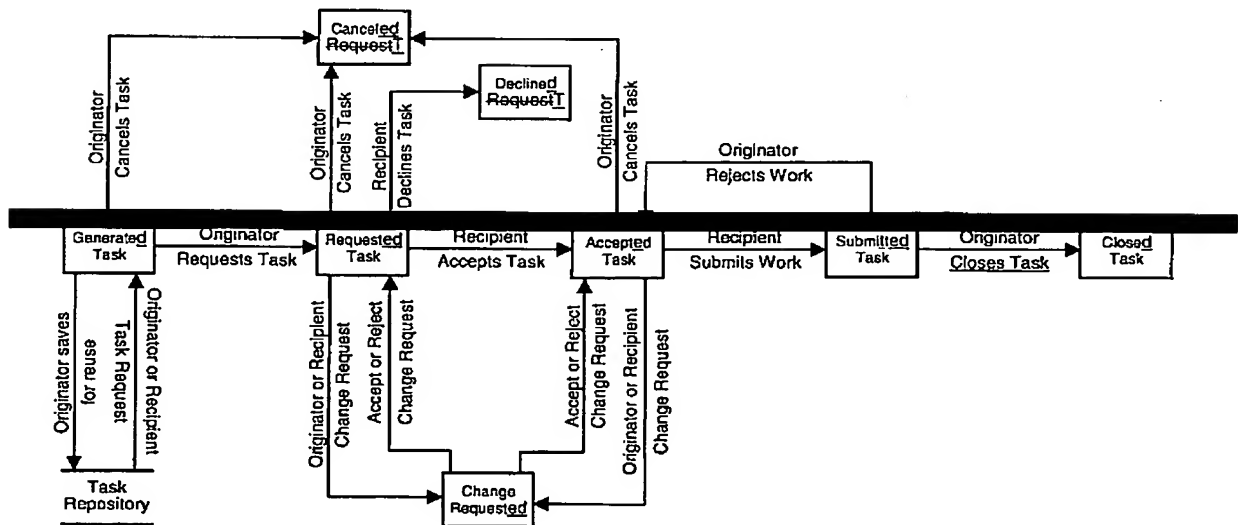 Canceled
RequestT
Declined
RequestT
Originator
Cancels Task
Originator
Cancels Task
Recipient
Declines Task
Originator
Cancels Task
Originator
Rejects Work
Generated
Task
Originator
Requests Task
Requested
Task
Recipient
Accepts Task
Accepted
Task
Recipient
Submits Work
Submitted
Task
Originator
Closes Task
Closed
Task
Originator saves
for reuse
Originator or Recipient
Task Request
Originator or Recipient
Change Request
Accept or Reject
Change Request
Accept or Reject
Change Request
Originator or Recipient
Change Request
Task
Repository
Change
Requested